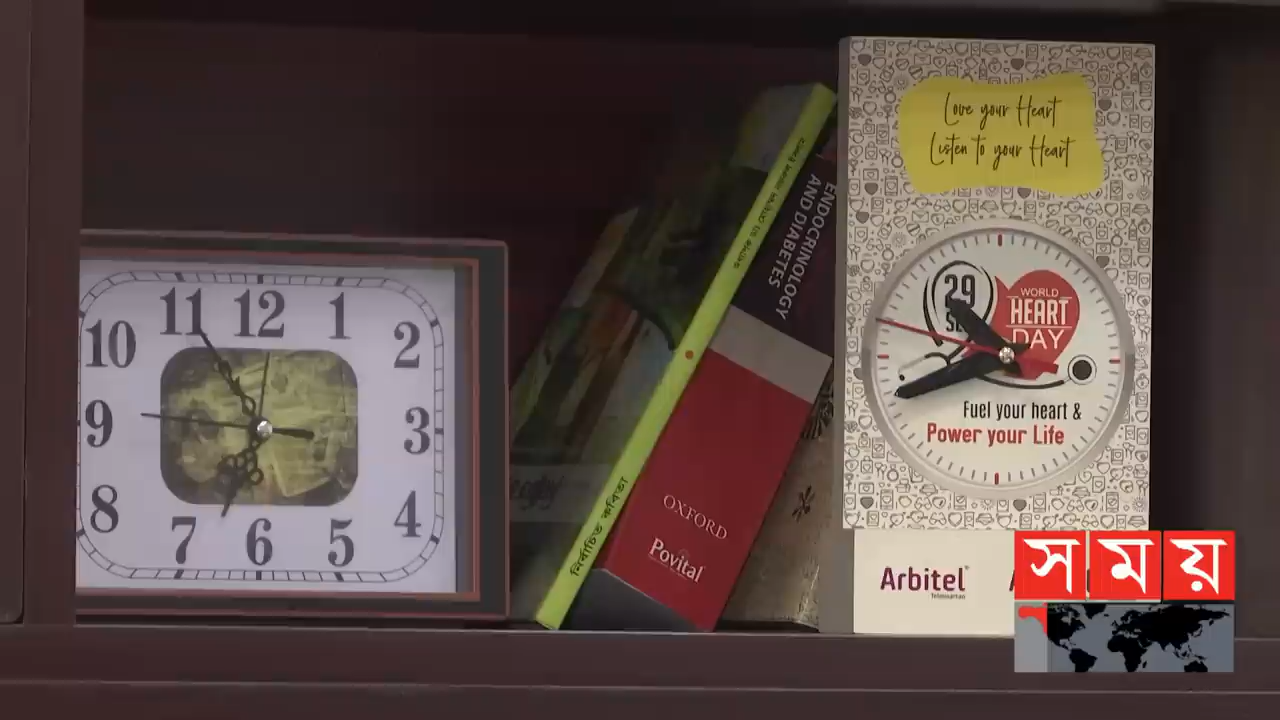 11 12 1
10 2
9 3
8 4
7 6 5
নির্বাচিত কবিতা
ENDOCRINOLOGY
AND DIABETES
OXFORD
Povital
Love your Heart
Listen to your Heart
29
WORLD
HEART
DAY
Fuel your heart &
Power your Life
Arbitel
সময়